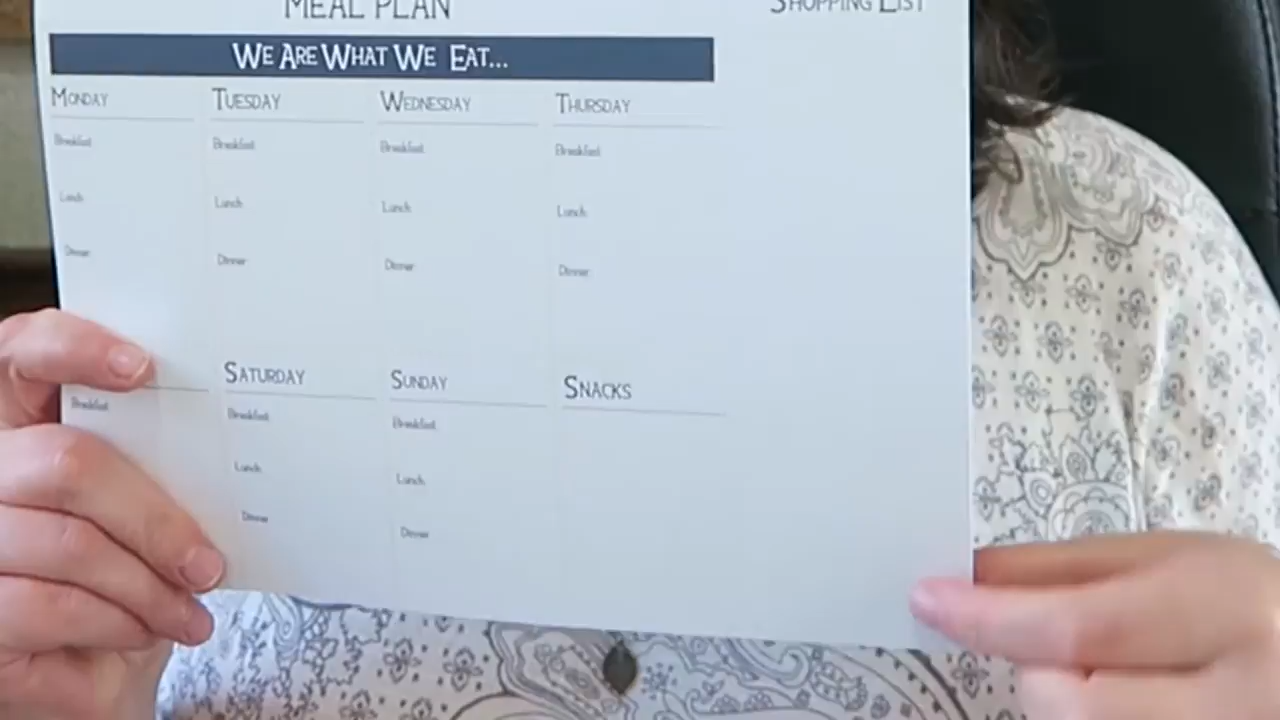 MEAL PLAN
SHOPPING LIST
WE ARE WHAT WE EAT...
MONDAY TUESDAY WEDNESDAY THURSDAY
Breakfast Breakfast Breakfast Breakfast
Lunch Lunch Lunch Lunch
Dinner Dinner Dinner Dinner
SATURDAY SUNDAY SNACKS
Breakfast Breakfast Breakfast
Lunch Lunch
Dinner Dinner